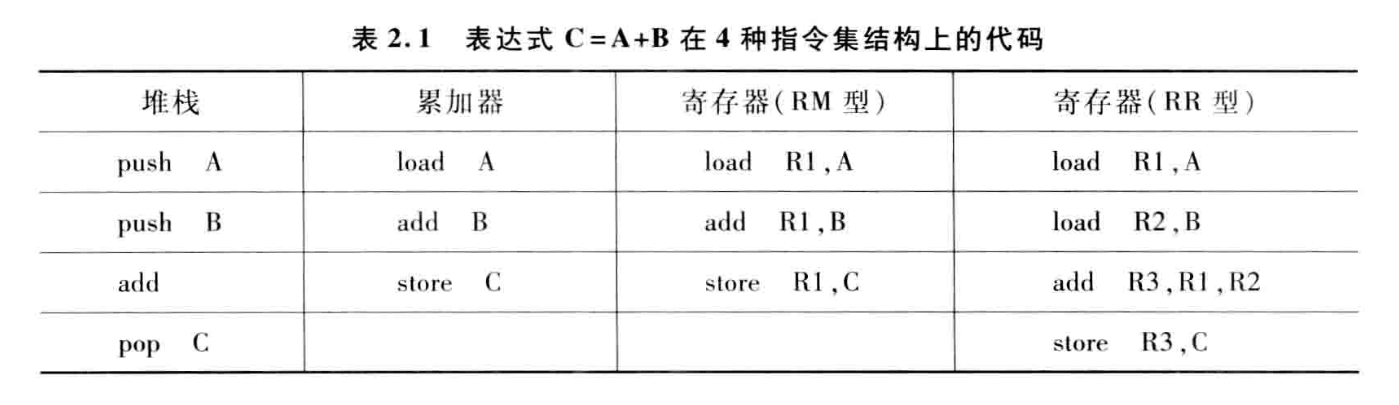 表 2.1 表达式 C=A+B 在 4 种指令集结构上的代码
堆栈 累加器 寄存器(RM 型) 寄存器(RR 型)
push A load A load R1,A load R1,A
push B add B add R1,B load R2,B
add store C store R1,C add R3,R1,R2
pop C store R3,C